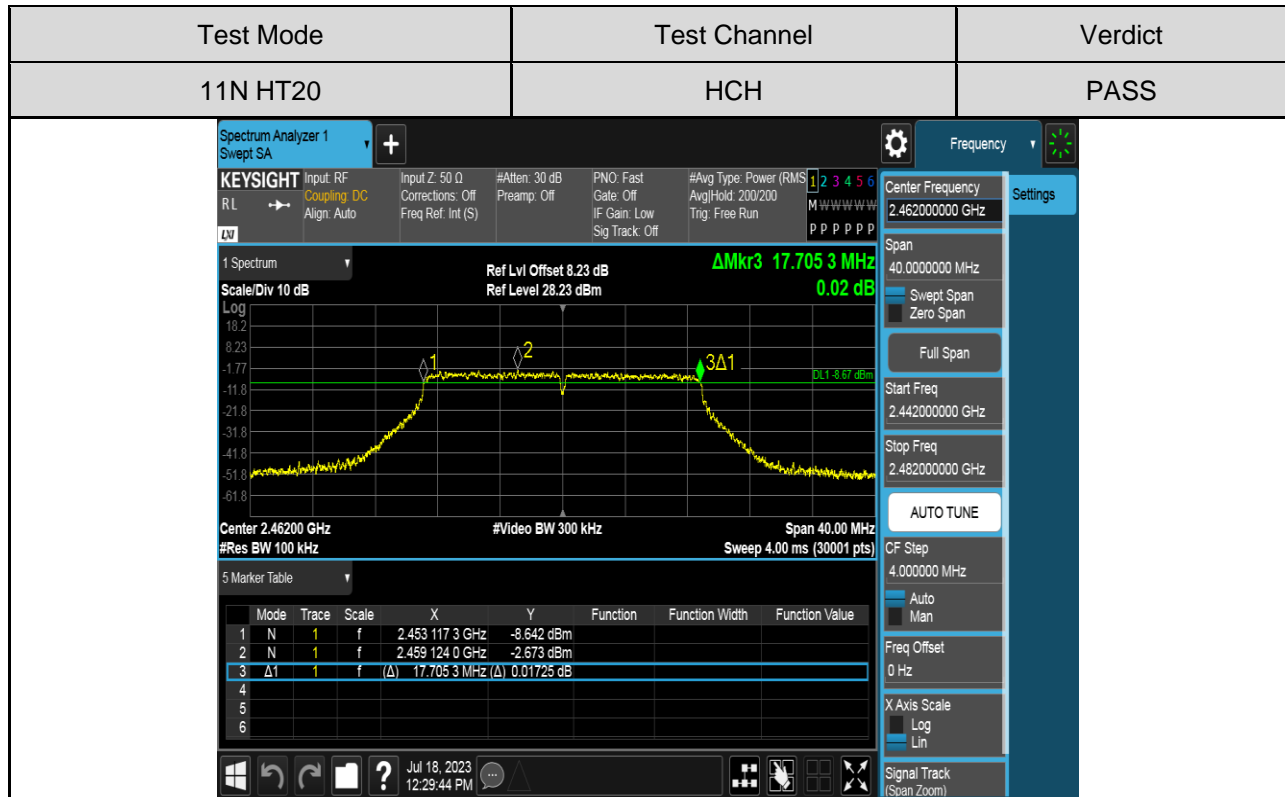 Test Mode Test Channel Verdict
11N HT20 HCH PASS
Spectrum Analyzer 1
Swept SA
+
Frequency
KEYSIGHT
RL
LXI
Input: RF
Coupling: DC
Align: Auto
Input Z: 50 Ω
Corrections: Off
Freq Ref: Int (S)
#Atten: 30 dB
Preamp: Off
PNO: Fast
Gate: Off
IF Gain: Low
Sig Track: Off
#Avg Type: Power (RMS
Avg|Hold: 200/200
Trig: Free Run
1 2 3 4 5 6
M W W W W W
P P P P P P
1 Spectrum
Scale/Div 10 dB
Ref Lvl Offset 8.23 dB
Ref Level 28.23 dBm
ΔMkr3 17.705 3 MHz
0.02 dB
Log
18.2
8.23
-1.77
-11.8
-21.8
-31.8
-41.8
-51.8
-61.8
1
2
3Δ1
DL1 -8.67 dBm
Center 2.46200 GHz #Video BW 300 kHz Span 40.00 MHz
#Res BW 100 kHz Sweep 4.00 ms (30001 pts)
5 Marker Table
Mode Trace Scale X Y Function Function Width Function Value
1 N 1 f 2.453 117 3 GHz -8.642 dBm
2 N 1 f 2.459 124 0 GHz -2.673 dBm
3 Δ1 1 f (Δ) 17.705 3 MHz (Δ) 0.01725 dB
4
5
6
?
Jul 18, 2023
12:29:44 PM
Center Frequency
2.462000000 GHz
Settings
Span
40.0000000 MHz
Swept Span
Zero Span
Full Span
Start Freq
2.442000000 GHz
Stop Freq
2.482000000 GHz
AUTO TUNE
CF Step
4.000000 MHz
Auto
Man
Freq Offset
0 Hz
X Axis Scale
Log
Lin
Signal Track
(Span Zoom)